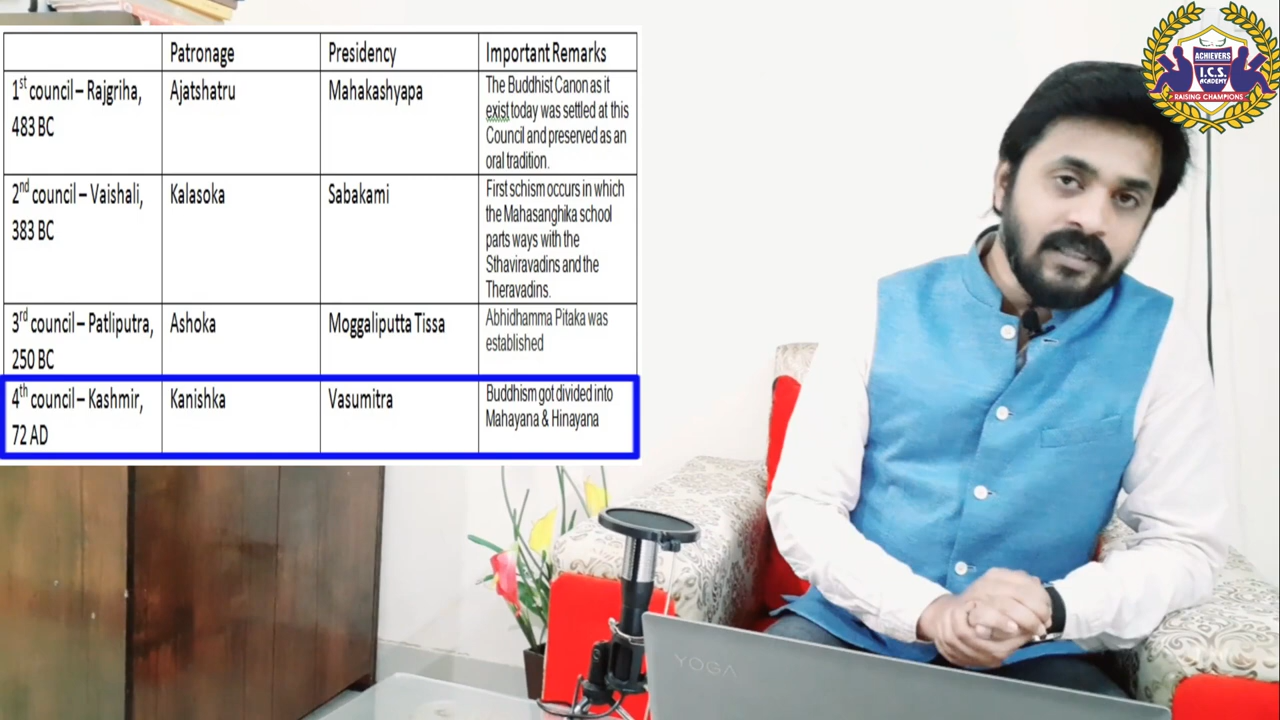 Patronage Presidency Important Remarks
1st council – Rajgriha,
483 BC
Ajatshatru
Mahakashyapa
The Buddhist Canon as it
exist today was settled at this
Council and preserved as an
oral tradition.
2nd council – Vaishali,
383 BC
Kalasoka
Sabakami
First schism occurs in which
the Mahasanghika school
parts ways with the
Sthaviravadins and the
Theravadins.
3rd council – Patliputra,
250 BC
Ashoka
Moggaliputta Tissa
Abhidhamma Pitaka was
established
4th council – Kashmir,
72 AD
Kanishka
Vasumitra
Buddhism got divided into
Mahayana & Hinayana
ACHIEVERS
I.C.S.
ACADEMY
RAISING CHAMPIONS
YOGA